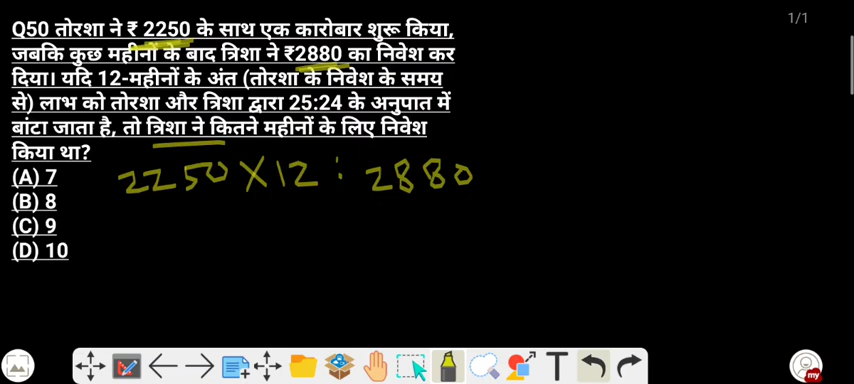 1/1
Q50 तोरशा ने ₹ 2250 के साथ एक कारोबार शुरू किया,
जबकि कुछ महीनों के बाद त्रिशा ने ₹2880 का निवेश कर
दिया। यदि 12-महीनों के अंत (तोरशा के निवेश के समय
से) लाभ को तोरशा और त्रिशा द्वारा 25:24 के अनुपात में
बांटा जाता है, तो त्रिशा ने कितने महीनों के लिए निवेश
किया था?
(A) 7
(B) 8
(C) 9
(D) 10
2250 X 12 : 2880
T
my